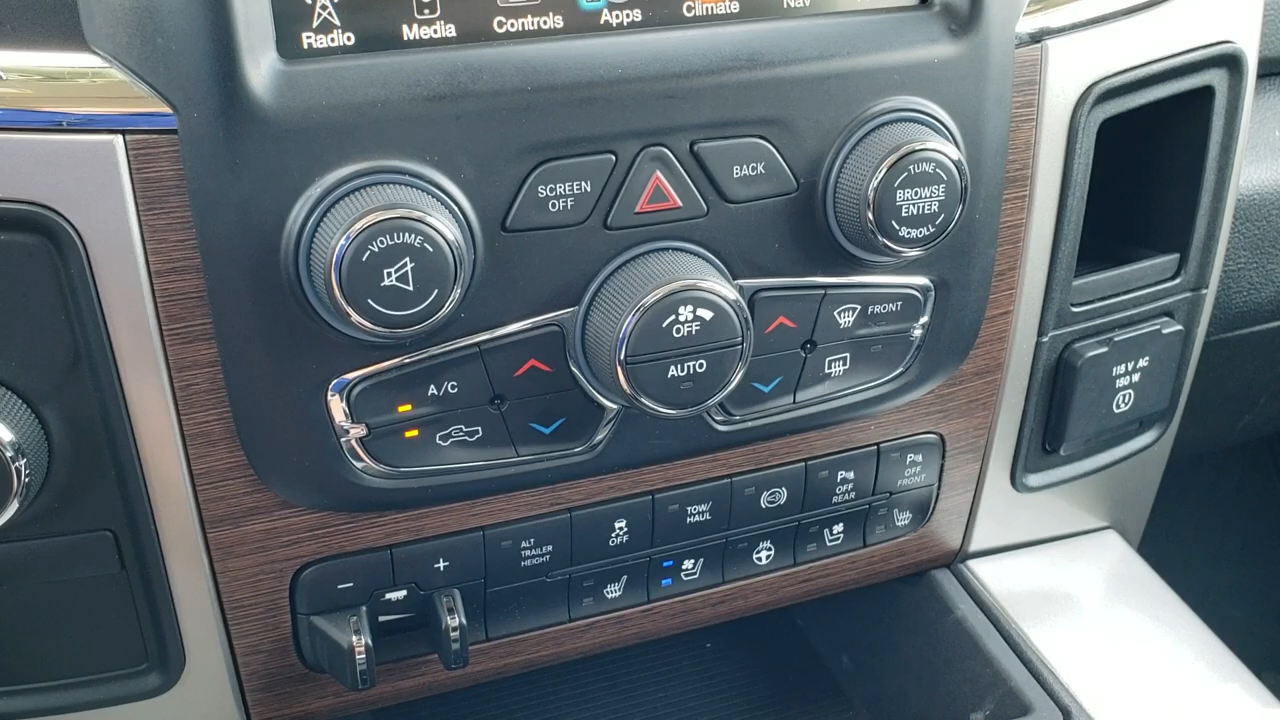 Radio
Media
Controls
Apps
Climate
Nav
SCREEN
OFF
BACK
TUNE
BROWSE
ENTER
SCROLL
VOLUME
OFF
AUTO
FRONT
A/C
115 V AC
150 W
ALT
TRAILER
HEIGHT
OFF
TOW/
HAUL
P
OFF
REAR
P
OFF
FRONT
- +